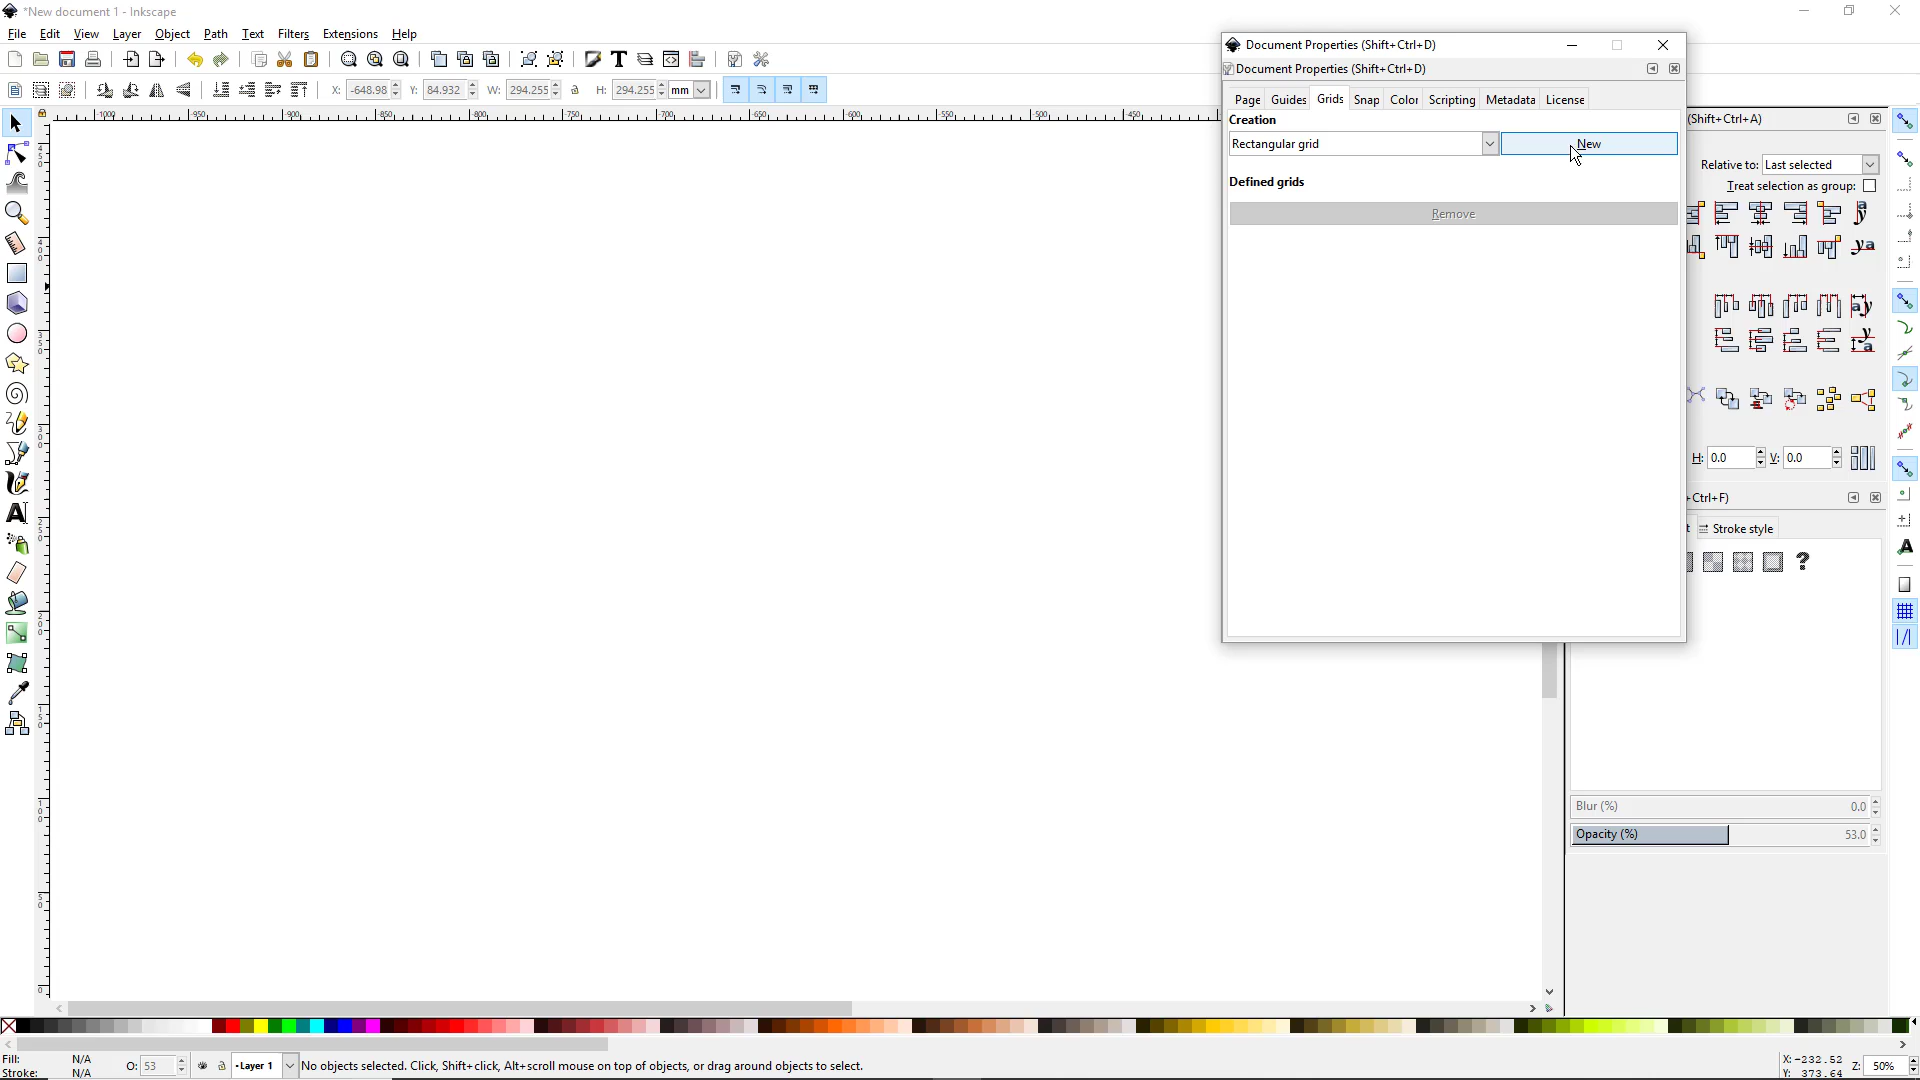 *New document 1 - Inkscape
File Edit View Layer Object Path Text Filters Extensions Help
X: -648.98 Y: 84.932 W: 294.255 H: 294.255 mm
Document Properties (Shift+Ctrl+D)
Document Properties (Shift+Ctrl+D)
Page Guides Grids Snap Color Scripting Metadata License
Creation
Rectangular grid New
Defined grids
Remove
(Shift+Ctrl+A)
Relative to: Last selected
Treat selection as group:
H: 0.0 V: 0.0
+Ctrl+F)
Stroke style
Blur (%) 0.0
Opacity (%) 53.0
Fill: N/A
Stroke: N/A
O: 53
•Layer 1
No objects selected. Click, Shift+click, Alt+scroll mouse on top of objects, or drag around objects to select.
X: -232.52
Y: 373.64
Z: 50%